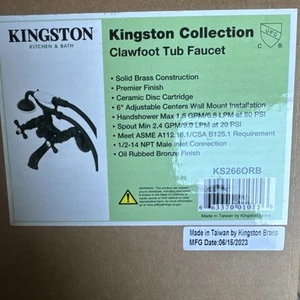 KINGSTON
KITCHEN & BATH
Kingston Collection
Clawfoot Tub Faucet
UPC
C
• Solid Brass Construction
• Premier Finish
• Ceramic Disc Cartridge
• 6" Adjustable Centers Wall Mount Installation
• Handshower Max 1.8 GPM/6.8 LPM at 80 PSI
• Spout Min 2.4 GPM/9.0 LPM at 20 PSI
• Meet ASME A112.18.1/CSA B125.1 Requirement
• 1/2-14 NPT Male Inlet Connection
• Oil Rubbed Bronze Finish
KS266ORB
Made in Taiwan by Kingston Brass
Made in Taiwan by Kingston Brass
MFG Date:06/15/2023